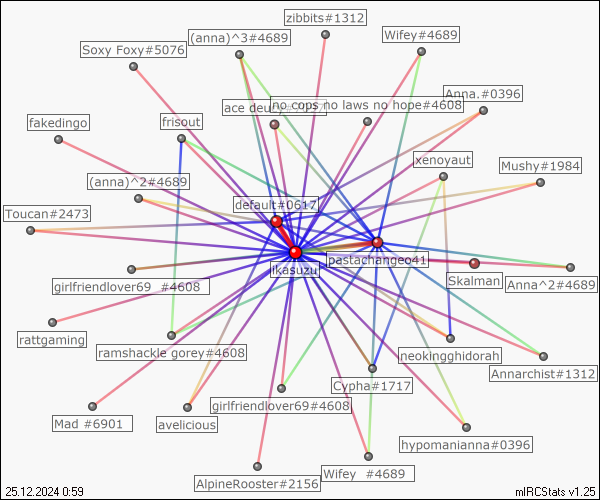 zibbits#1312
(anna)^3#4689
Wifey#4689
Soxy Foxy#5076
Anna.#0396
no cops no laws no hope#4608
ace deuc
fakedingo
frisout
xenoyaut
Mushy#1984
(anna)^2#4689
default#0617
Toucan#2473
pastachangeo41
likasuzu
Skalman
Anna^2#4689
girlfriendlover69_#4608
rattgaming
ramshackle gorey#4608
neokingghidorah
Annarchist#1312
Cypha#1717
girlfriendlover69#4608
Mad #6901
avelicious
hypomanianna#0396
Wifey #4689
AlpineRooster#2156
25.12.2024 0:59
mIRCStats v1.25